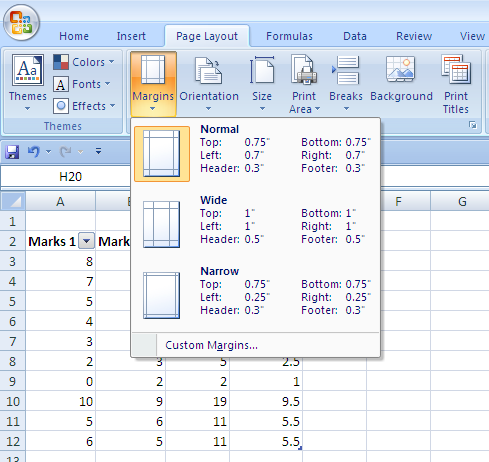 Home Insert Page Layout Formulas Data Review View
Aa Themes Colors Fonts Effects Margins Orientation Size Print Area Breaks Background Print Titles
Themes
Normal
Top: 0.75" Bottom: 0.75"
Left: 0.7" Right: 0.7"
Header: 0.3" Footer: 0.3"
Wide
Top: 1" Bottom: 1"
Left: 1" Right: 1"
Header: 0.5" Footer: 0.5"
Narrow
Top: 0.75" Bottom: 0.75"
Left: 0.25" Right: 0.25"
Header: 0.3" Footer: 0.3"
Custom Margins...
H20
A F G
1
2 Marks 1 Mark
3 8
4 7
5 5
6 4
7 3
8 2 3 5 2.5
9 0 2 2 1
10 10 9 19 9.5
11 5 6 11 5.5
12 6 5 11 5.5
13